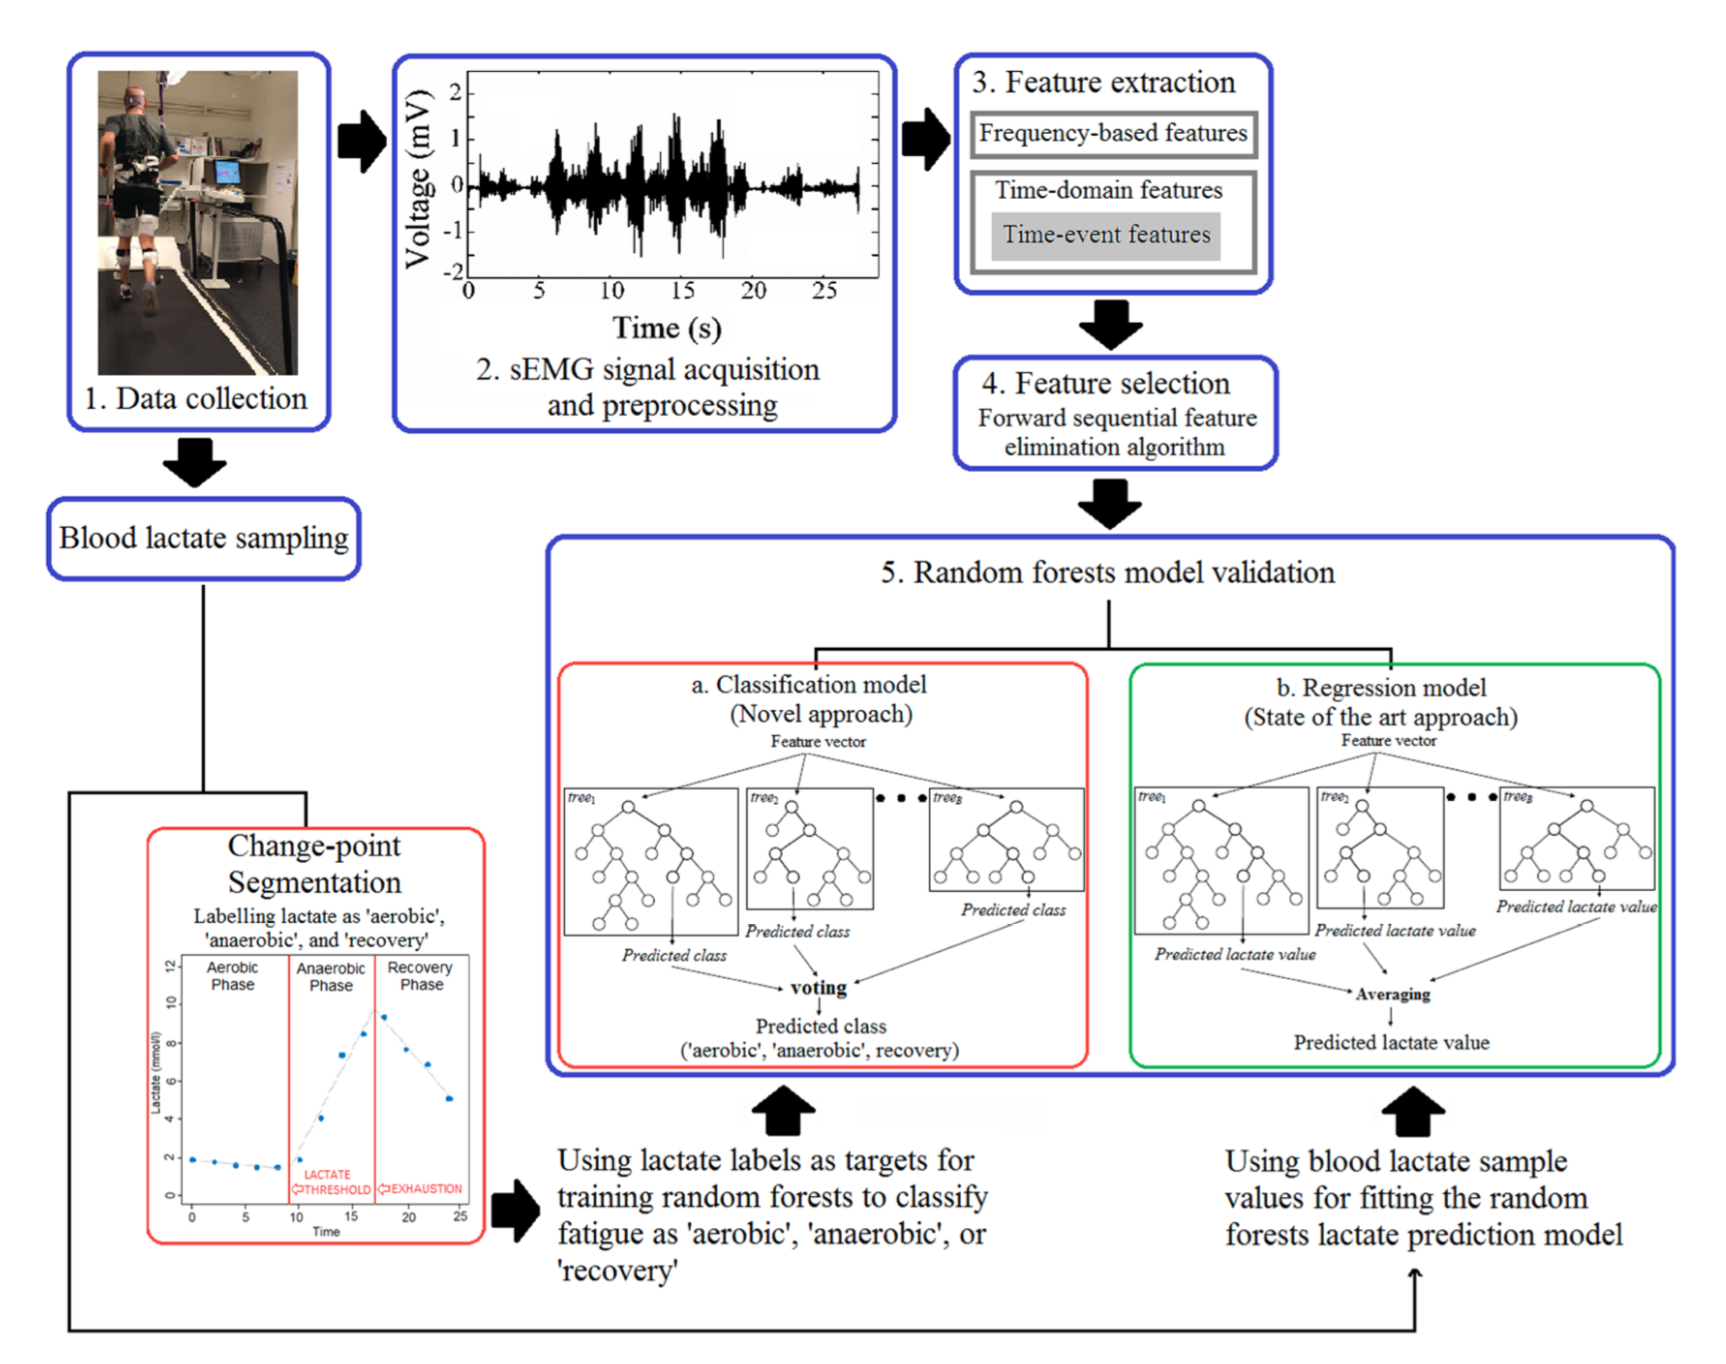 1. Data collection
2
1
0
-1
-2
Voltage (mV)
0 5 10 15 20 25
Time (s)
2. sEMG signal acquisition
and preprocessing
3. Feature extraction
Frequency-based features
Time-domain features
Time-event features
4. Feature selection
Forward sequential feature
elimination algorithm
Blood lactate sampling
5. Random forests model validation
a. Classification model
(Novel approach)
Feature vector
tree1
tree2
treeB
Predicted class
Predicted class
Predicted class
voting
Predicted class
('aerobic', 'anaerobic', recovery)
b. Regression model
(State of the art approach)
Feature vector
tree1
tree2
treeB
Predicted lactate value
Predicted lactate value
Predicted lactate value
Averaging
Predicted lactate value
Change-point
Segmentation
Labelling lactate as 'aerobic',
'anaerobic', and 'recovery'
Aerobic
Phase
Anaerobic
Phase
Recovery
Phase
12
10
8
6
4
2
0
Lactate (mmol/l)
LACTATE
THRESHOLD
EXHAUSTION
0 5 10 15 20 25
Time
Using lactate labels as targets for
training random forests to classify
fatigue as 'aerobic', 'anaerobic', or
'recovery'
Using blood lactate sample
values for fitting the random
forests lactate prediction model